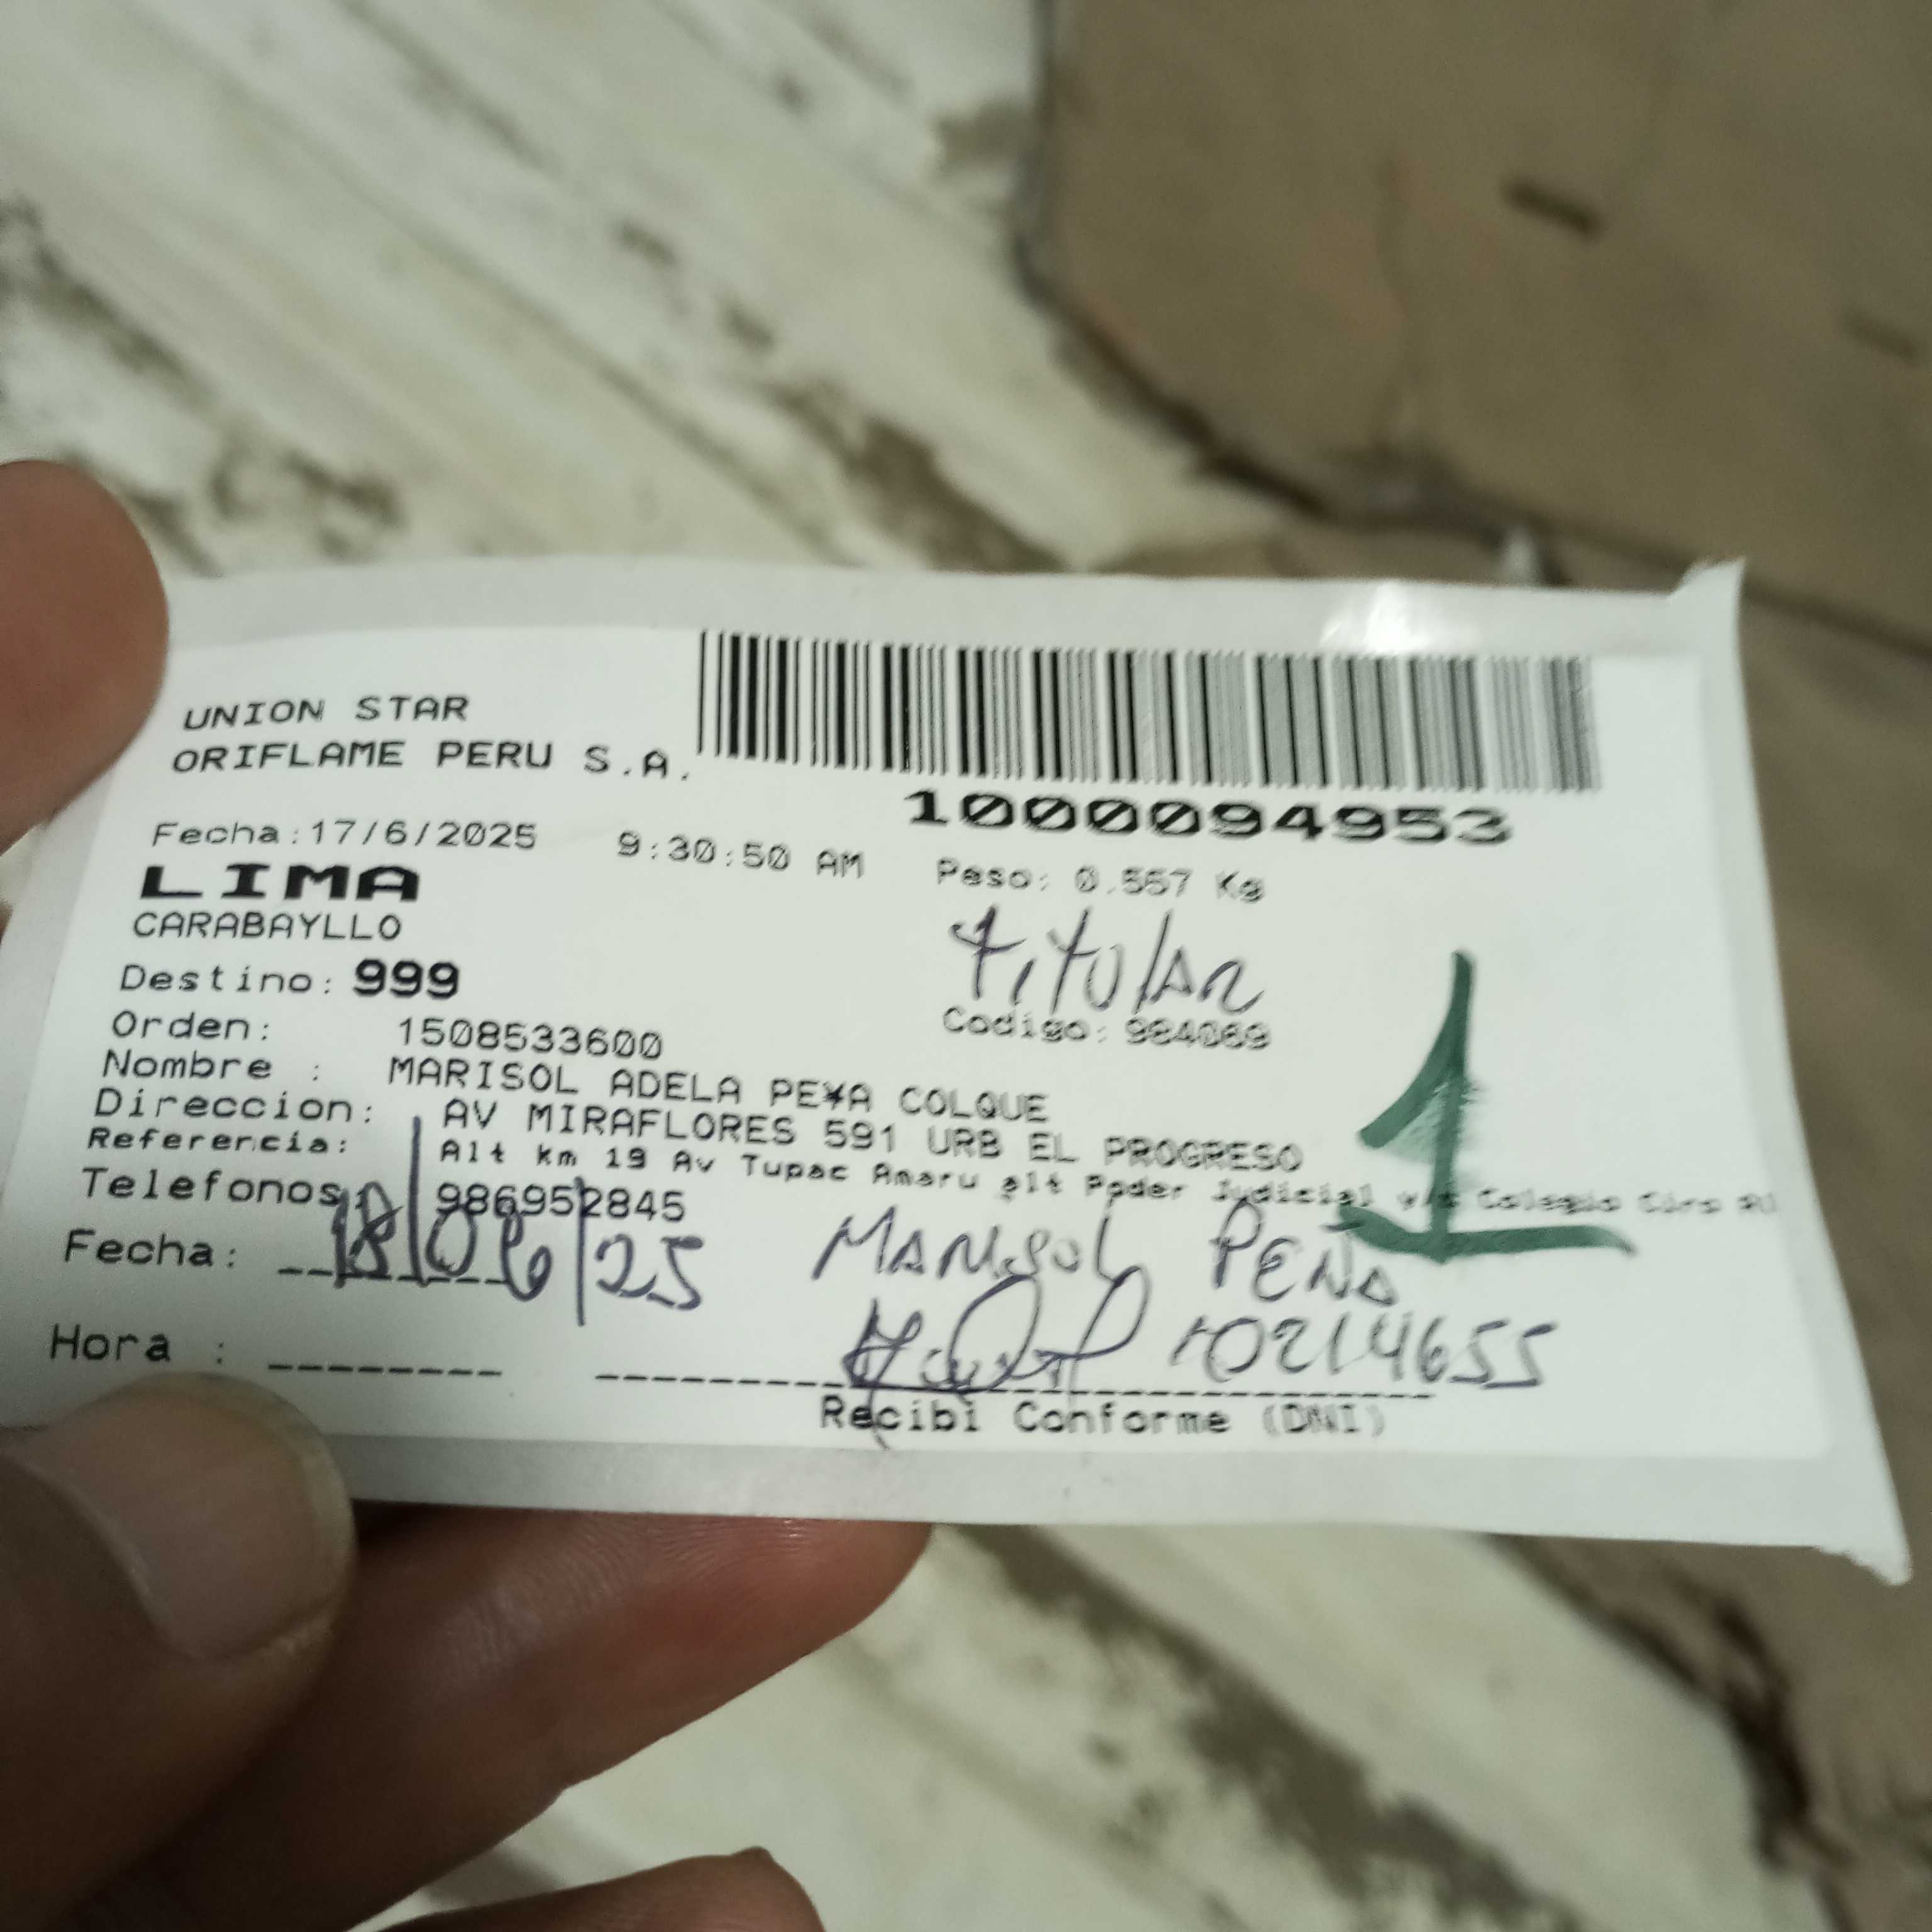 UNION STAR
ORIFLAME PERU S.A.
1000094953
Fecha:17/6/2025 9:30:50 AM Peso: 0.557 Kg
LIMA
CARABAYLLO
Titular
Destino: 999
Codigo: 984069
Orden: 1508533600
Nombre : MARISOL ADELA PE¥A COLQUE
Direccion: AV MIRAFLORES 591 URB EL PROGRESO
Referencia: Alt km 19 Av Tupac Amaru alt Poder Judicial y/o Colegio Ciro
1
Telefonos: 986952845
Fecha: 18/06/25 MARISOL PEÑA
Hora : 10214655
Recibi Conforme (DNI)